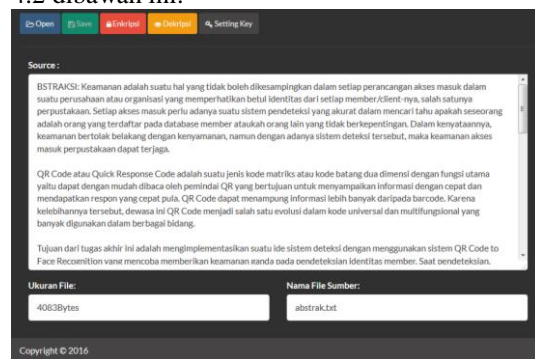 4.2 dibawah ini:
Open Save Enkripsi Dekripsi Setting Key
Source :
BSTRAKSI: Keamanan adalah suatu hal yang tidak boleh dikesampingkan dalam setiap perancangan akses masuk dalam
suatu perusahaan atau organisasi yang memperhatikan betul identitas dari setiap member/client-nya, salah satunya
perpustakaan. Setiap akses masuk perlu adanya suatu sistem pendeteksi yang akurat dalam mencari tahu apakah seseorang
adalah orang yang terdaftar pada database member ataukah orang lain yang tidak berkepentingan. Dalam kenyataannya,
keamanan bertolak belakang dengan kenyamanan, namun dengan adanya sistem deteksi tersebut, maka keamanan akses
masuk perpustakaan dapat terjaga.
QR Code atau Quick Response Code adalah suatu jenis kode matriks atau kode batang dua dimensi dengan fungsi utama
yaitu dapat dengan mudah dibaca oleh pemindai QR yang bertujuan untuk menyampaikan informasi dengan cepat dan
mendapatkan respon yang cepat pula. QR Code dapat menampung informasi lebih banyak daripada barcode. Karena
kelebihannya tersebut, dewasa ini QR Code menjadi salah satu evolusi dalam kode universal dan multifungsional yang
banyak digunakan dalam berbagai bidang.
Tujuan dari tugas akhir ini adalah mengimplementasikan suatu ide sistem deteksi dengan menggunakan sistem QR Code to
Face Recognition yang mencoba memberikan keamanan ganda pada pendeteksian identitas member. Saat pendeteksian,
Ukuran File: Nama File Sumber:
4083Bytes abstrak.txt
Copyright © 2016